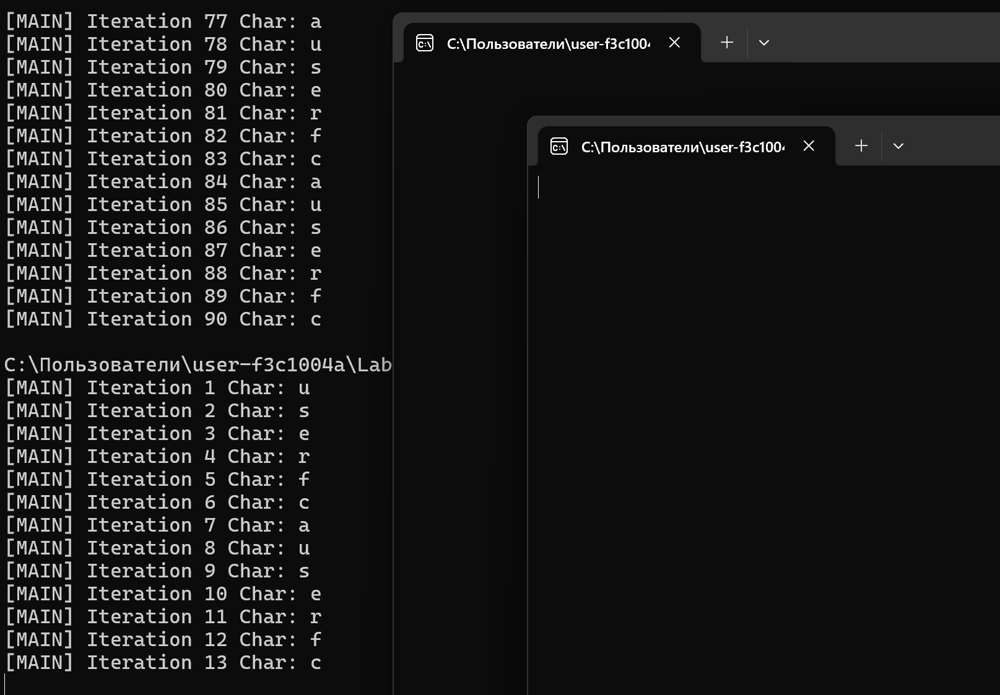 [MAIN] Iteration 77 Char: a
[MAIN] Iteration 78 Char: u
[MAIN] Iteration 79 Char: s
[MAIN] Iteration 80 Char: e
[MAIN] Iteration 81 Char: r
[MAIN] Iteration 82 Char: f
[MAIN] Iteration 83 Char: c
[MAIN] Iteration 84 Char: a
[MAIN] Iteration 85 Char: u
[MAIN] Iteration 86 Char: s
[MAIN] Iteration 87 Char: e
[MAIN] Iteration 88 Char: r
[MAIN] Iteration 89 Char: f
[MAIN] Iteration 90 Char: c
C:\Пользователи\user-f3c1004a\Lab
[MAIN] Iteration 1 Char: u
[MAIN] Iteration 2 Char: s
[MAIN] Iteration 3 Char: e
[MAIN] Iteration 4 Char: r
[MAIN] Iteration 5 Char: f
[MAIN] Iteration 6 Char: c
[MAIN] Iteration 7 Char: a
[MAIN] Iteration 8 Char: u
[MAIN] Iteration 9 Char: s
[MAIN] Iteration 10 Char: e
[MAIN] Iteration 11 Char: r
[MAIN] Iteration 12 Char: f
[MAIN] Iteration 13 Char: c
C:\Пользователи\user-f3c1004
C:\Пользователи\user-f3c1004